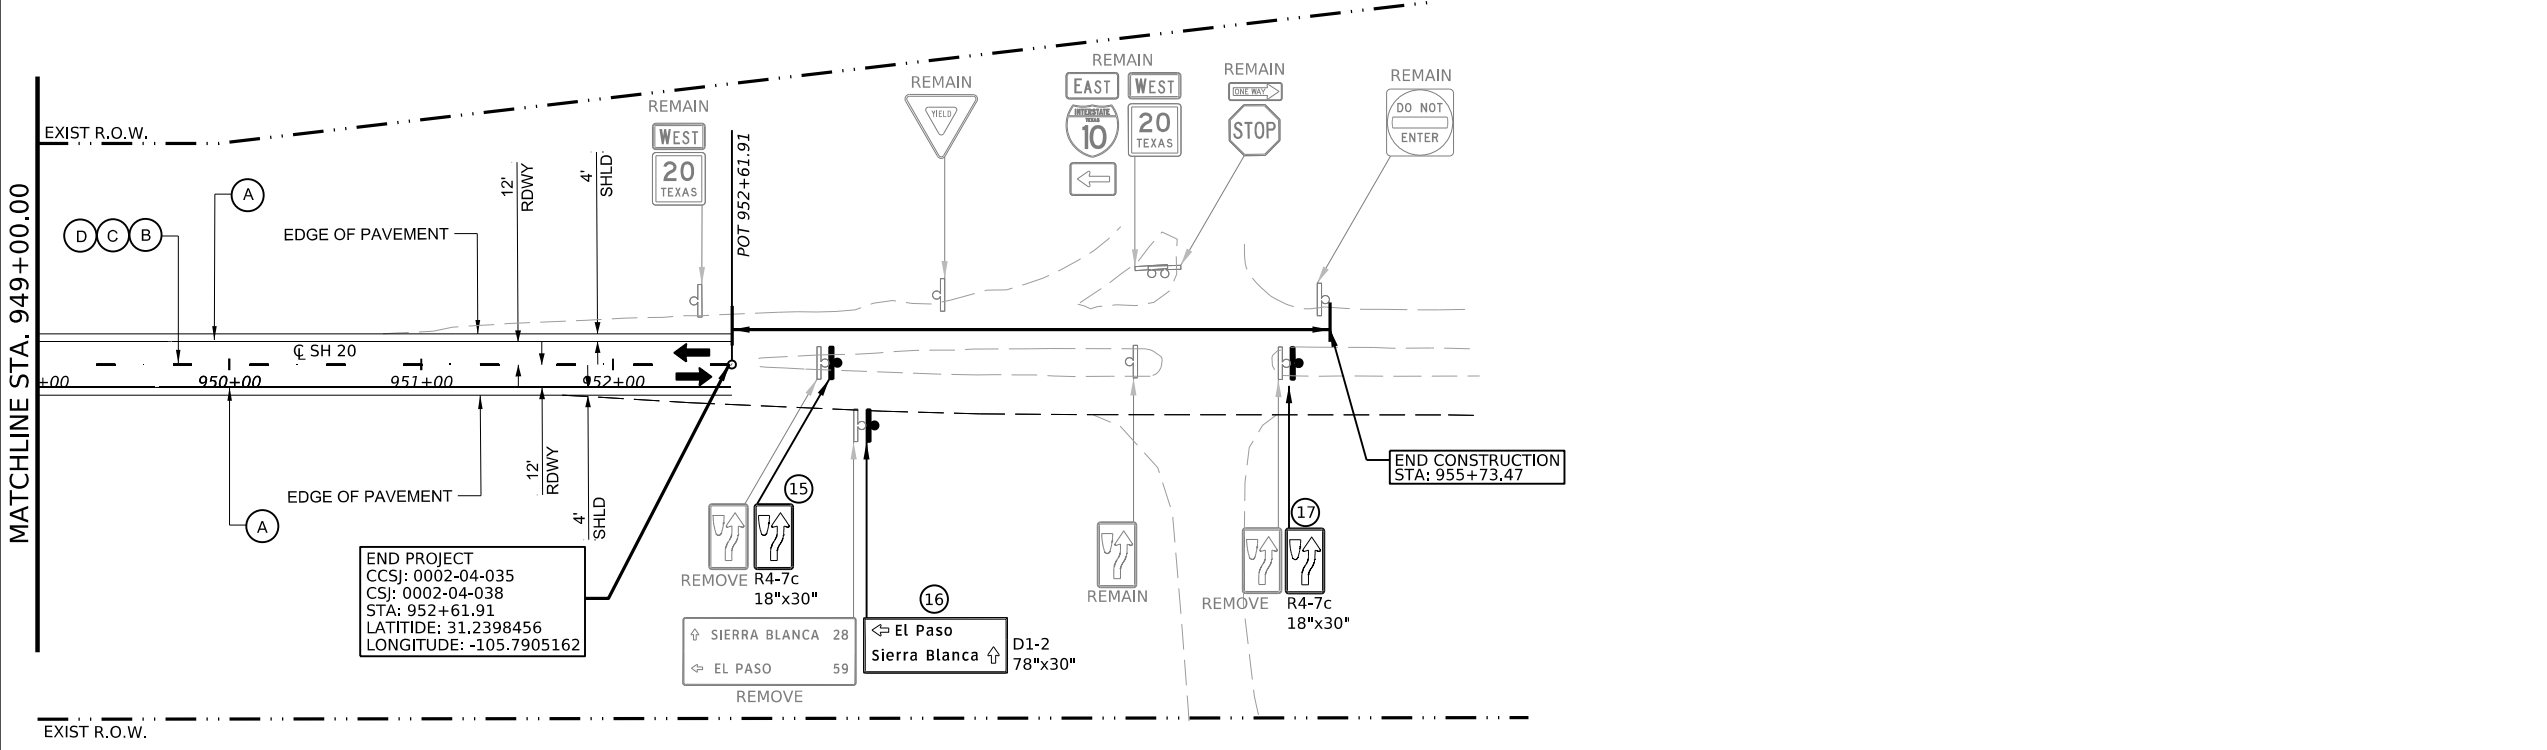 MATCHLINE STA. 949+00.00
EXIST R.O.W.
A
D C B
EDGE OF PAVEMENT
12'
RDWY
4'
SHLD
REMAIN
WEST
20
TEXAS
POT 952+61.91
REMAIN
YIELD
REMAIN
EAST
INTERSTATE
TEXAS
10
WEST
20
TEXAS
REMAIN
ONE WAY
STOP
REMAIN
DO NOT
ENTER
℄ SH 20
+00
950+00
951+00
952+00
EDGE OF PAVEMENT
A
12'
RDWY
4'
SHLD
END PROJECT
CCSJ: 0002-04-035
CSJ: 0002-04-038
STA: 952+61.91
LATITIDE: 31.2398456
LONGITUDE: -105.7905162
15
REMOVE
R4-7c
18"x30"
16
SIERRA BLANCA 28
EL PASO 59
REMOVE
El Paso
Sierra Blanca
D1-2
78"x30"
REMAIN
17
REMOVE
R4-7c
18"x30"
END CONSTRUCTION
STA: 955+73.47
EXIST R.O.W.